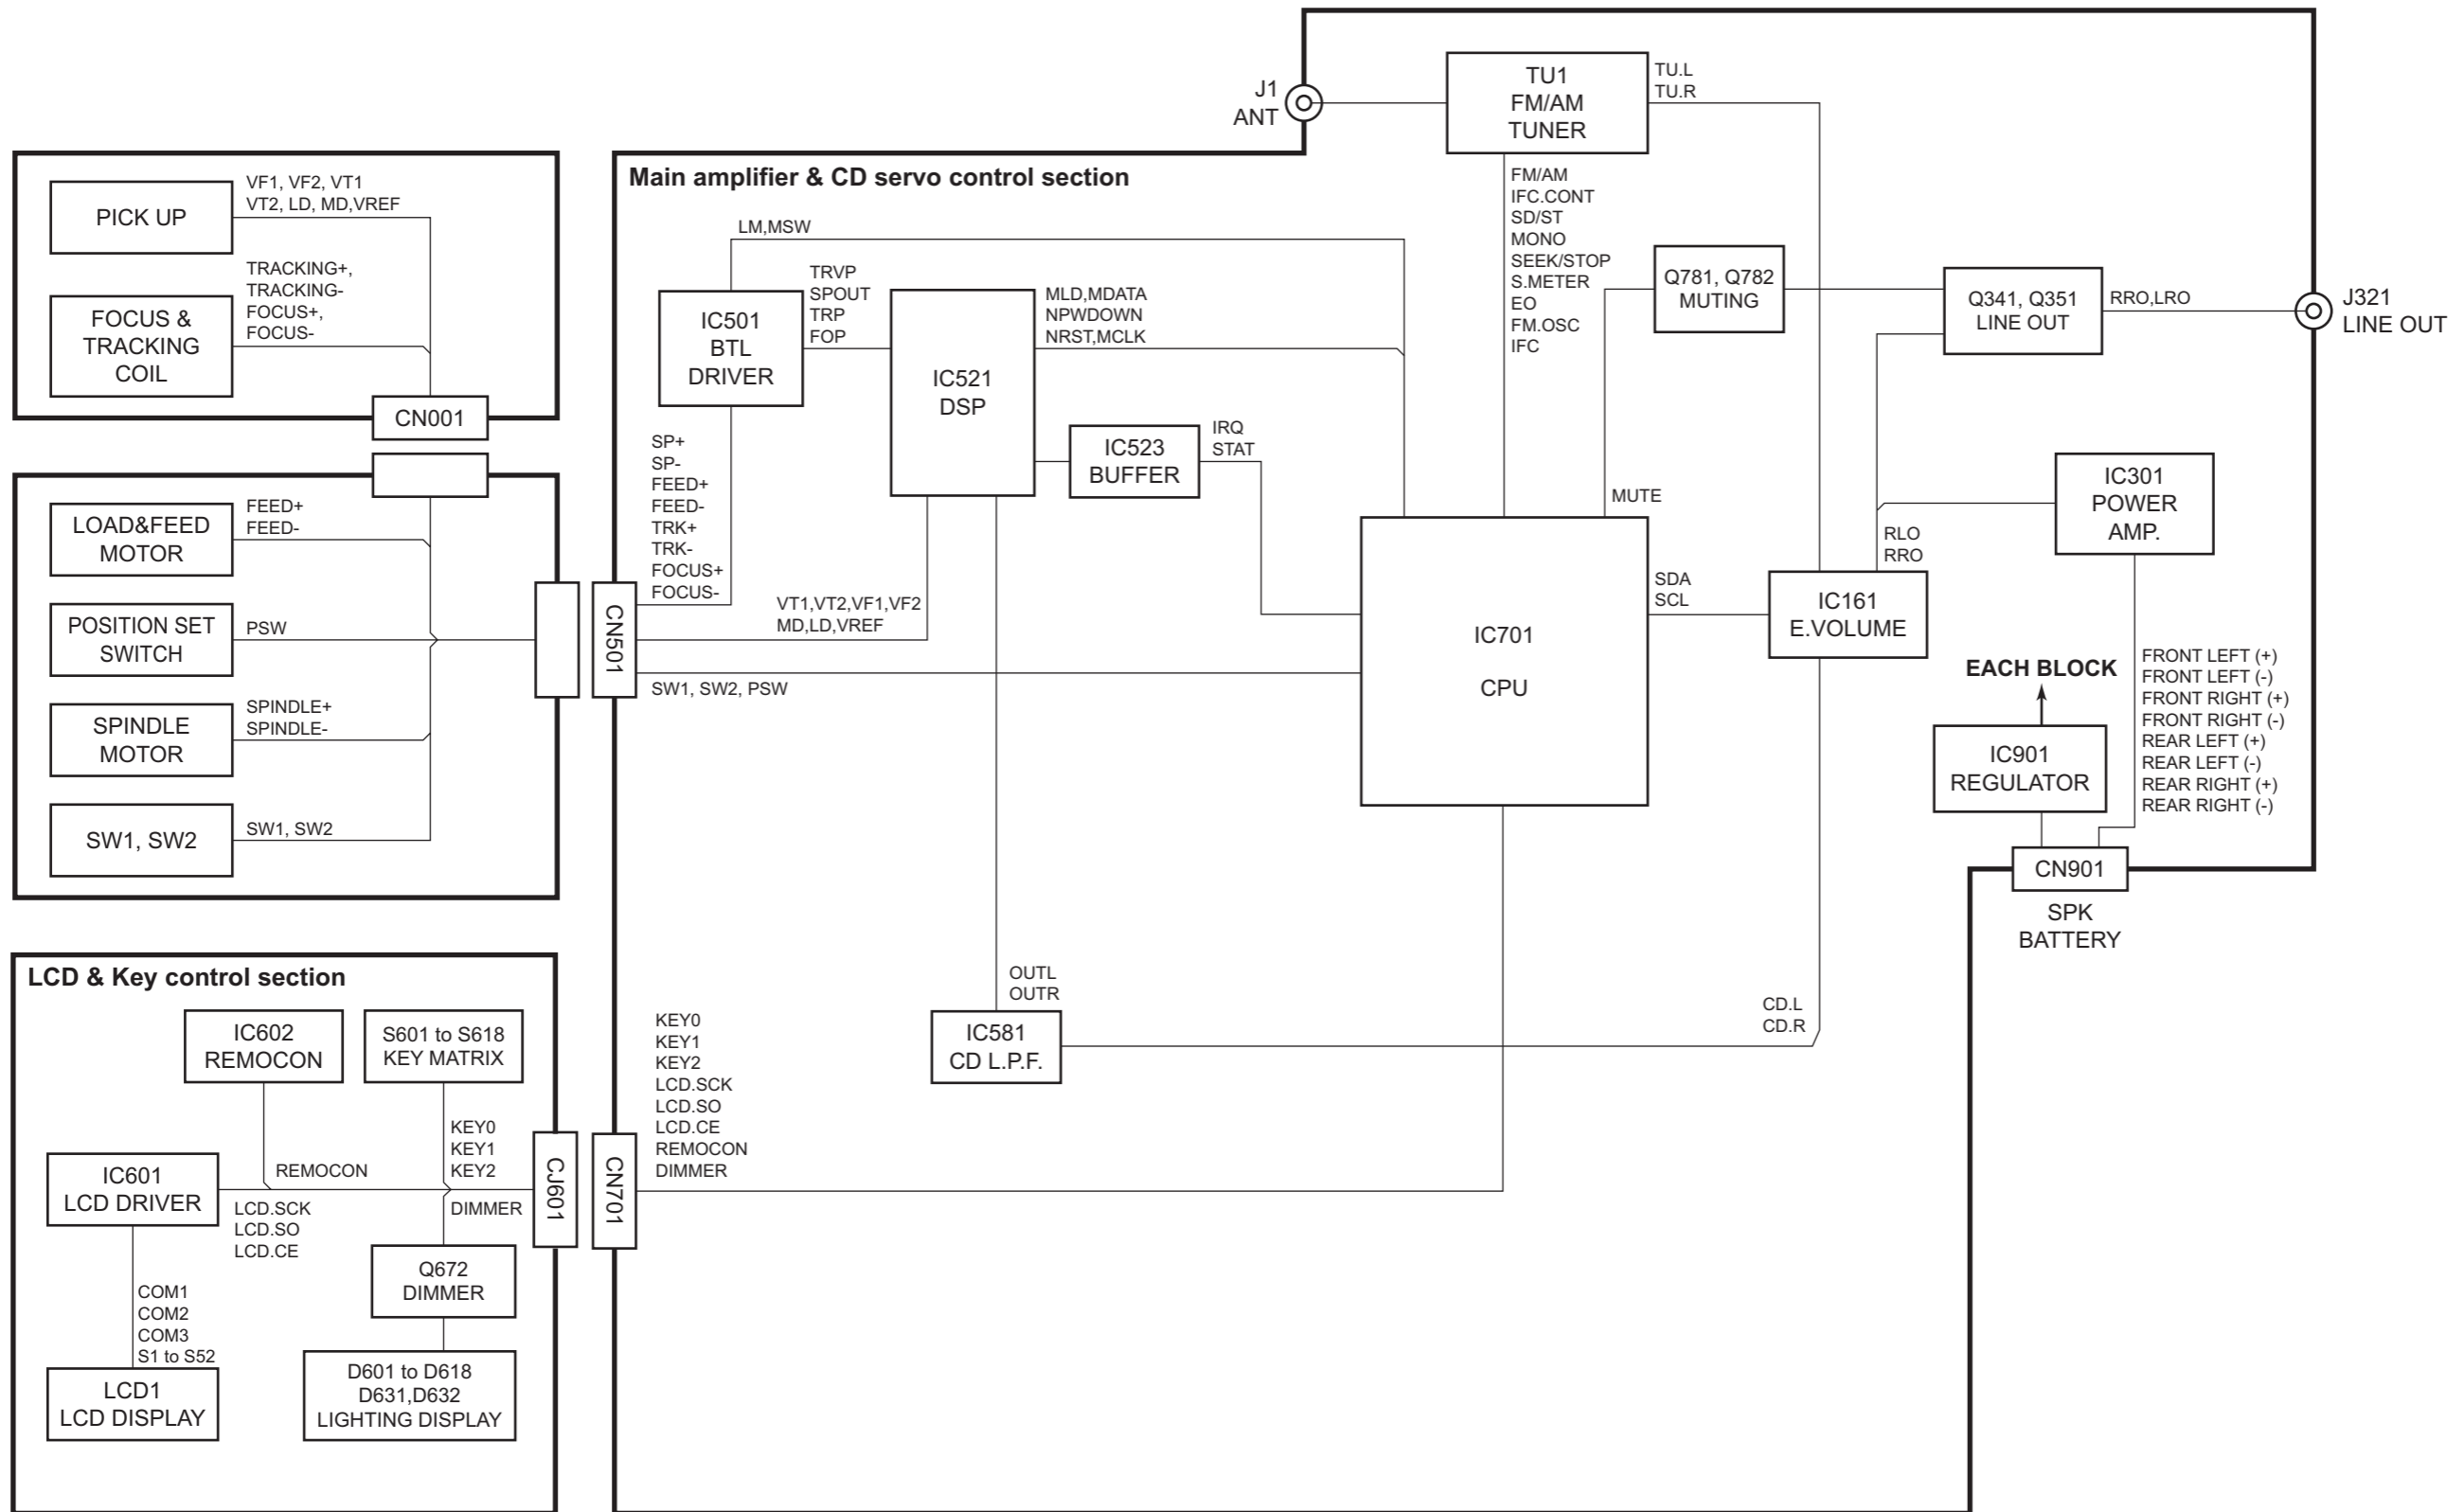 J1
ANT
TU1
FM/AM
TUNER
TU.L
TU.R
PICK UP
VF1, VF2, VT1
VT2, LD, MD,VREF
FOCUS &
TRACKING
COIL
TRACKING+,
TRACKING-
FOCUS+,
FOCUS-
CN001
LOAD&FEED
MOTOR
FEED+
FEED-
POSITION SET
SWITCH
PSW
SPINDLE
MOTOR
SPINDLE+
SPINDLE-
SW1, SW2
SW1, SW2
Main amplifier & CD servo control section
LM,MSW
IC501
BTL
DRIVER
TRVP
SPOUT
TRP
FOP
IC521
DSP
MLD,MDATA
NPWDOWN
NRST,MCLK
IC523
BUFFER
IRQ
STAT
SP+
SP-
FEED+
FEED-
TRK+
TRK-
FOCUS+
FOCUS-
CN501
VT1,VT2,VF1,VF2
MD,LD,VREF
SW1, SW2, PSW
FM/AM
IFC.CONT
SD/ST
MONO
SEEK/STOP
S.METER
EO
FM.OSC
IFC
Q781, Q782
MUTING
MUTE
Q341, Q351
LINE OUT
RRO,LRO
J321
LINE OUT
IC701
CPU
SDA
SCL
IC161
E.VOLUME
RLO
RRO
IC301
POWER
AMP.
EACH BLOCK
IC901
REGULATOR
FRONT LEFT (+)
FRONT LEFT (-)
FRONT RIGHT (+)
FRONT RIGHT (-)
REAR LEFT (+)
REAR LEFT (-)
REAR RIGHT (+)
REAR RIGHT (-)
CN901
SPK
BATTERY
OUTL
OUTR
IC581
CD L.P.F.
CD.L
CD.R
LCD & Key control section
IC602
REMOCON
S601 to S618
KEY MATRIX
KEY0
KEY1
KEY2
IC601
LCD DRIVER
REMOCON
LCD.SCK
LCD.SO
LCD.CE
DIMMER
CJ601
Q672
DIMMER
COM1
COM2
COM3
S1 to S52
LCD1
LCD DISPLAY
D601 to D618
D631,D632
LIGHTING DISPLAY
CN701
KEY0
KEY1
KEY2
LCD.SCK
LCD.SO
LCD.CE
REMOCON
DIMMER